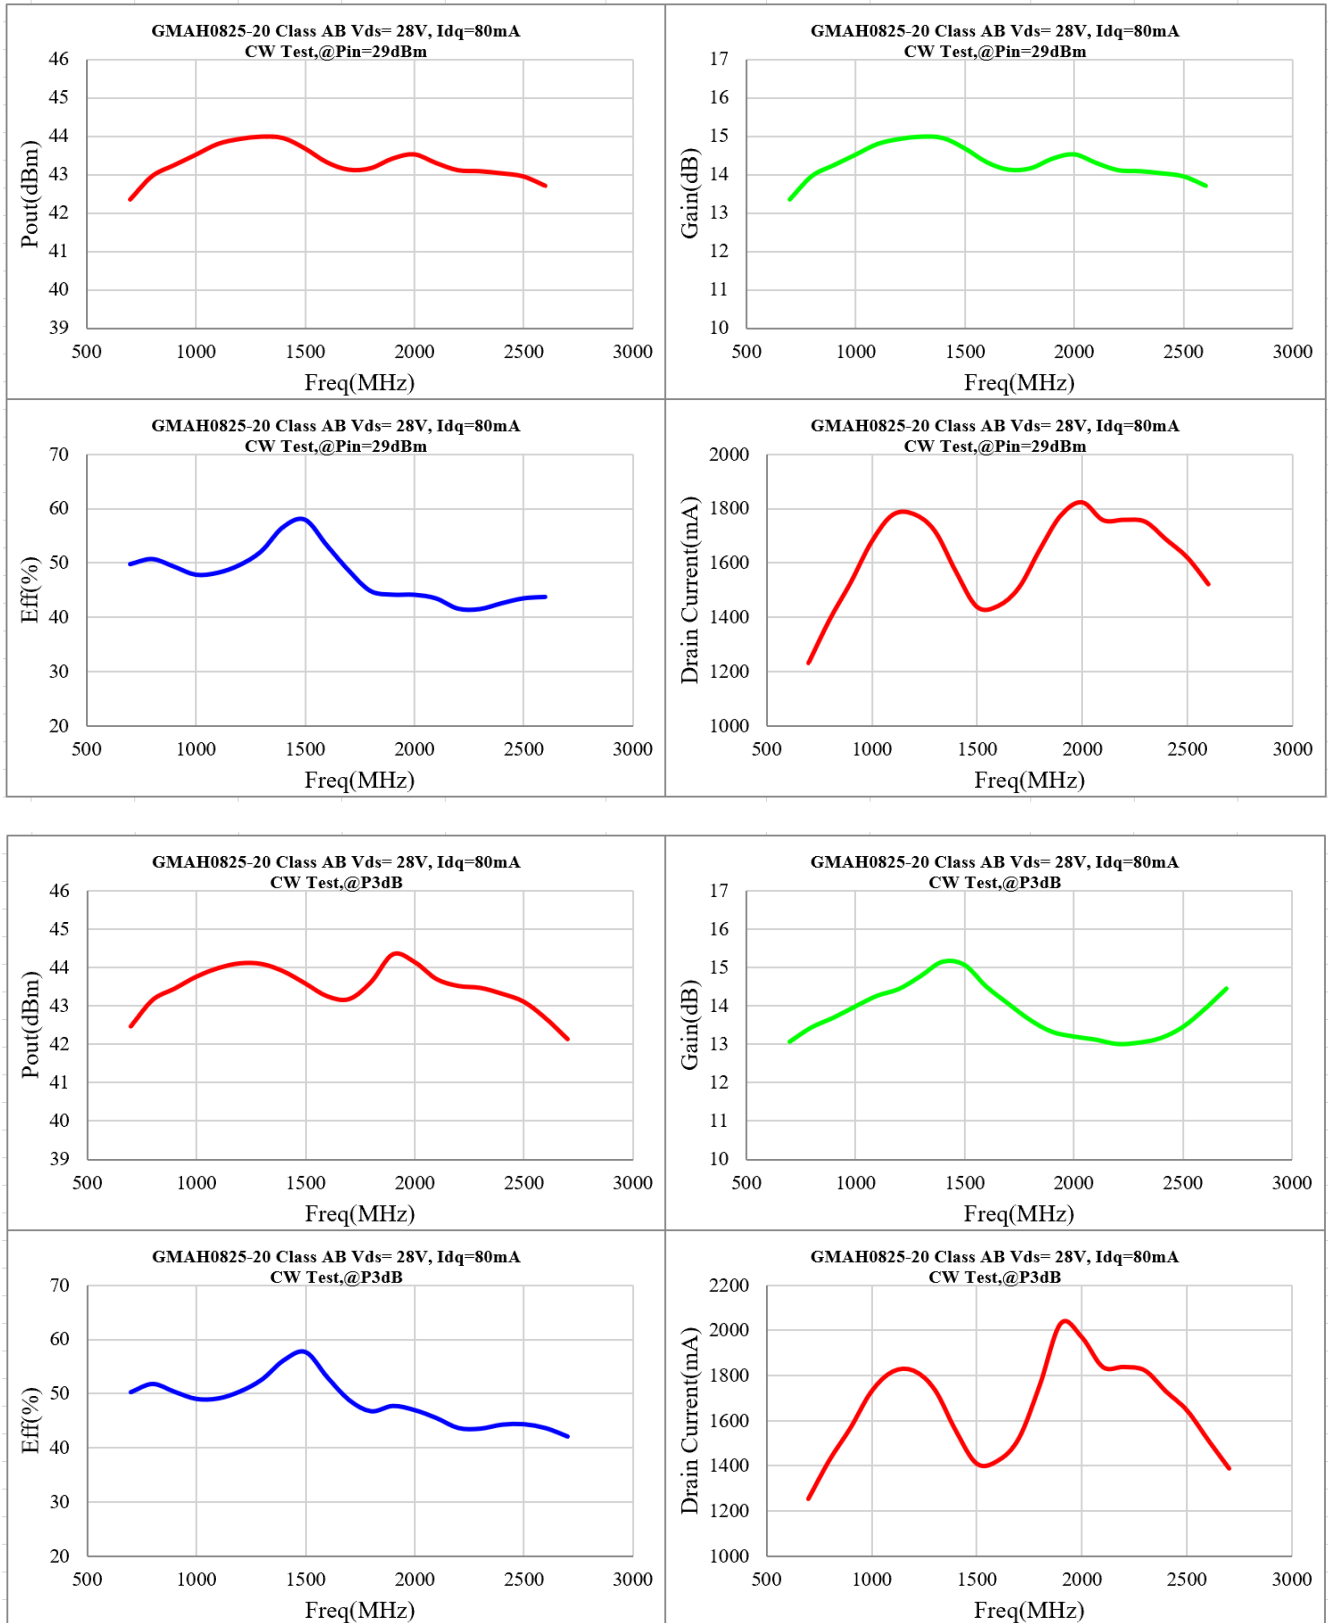 GMAH0825-20 Class AB Vds= 28V, Idq=80mA
CW Test,@Pin=29dBm
46
45
44
43
42
41
40
39
Pout(dBm)
500 1000 1500 2000 2500 3000
Freq(MHz)
GMAH0825-20 Class AB Vds= 28V, Idq=80mA
CW Test,@Pin=29dBm
17
16
15
14
13
12
11
10
Gain(dB)
500 1000 1500 2000 2500 3000
Freq(MHz)
GMAH0825-20 Class AB Vds= 28V, Idq=80mA
CW Test,@Pin=29dBm
70
60
50
40
30
20
Eff(%)
500 1000 1500 2000 2500 3000
Freq(MHz)
GMAH0825-20 Class AB Vds= 28V, Idq=80mA
CW Test,@Pin=29dBm
2000
1800
1600
1400
1200
1000
Drain Current(mA)
500 1000 1500 2000 2500 3000
Freq(MHz)
GMAH0825-20 Class AB Vds= 28V, Idq=80mA
CW Test,@P3dB
46
45
44
43
42
41
40
39
Pout(dBm)
500 1000 1500 2000 2500 3000
Freq(MHz)
GMAH0825-20 Class AB Vds= 28V, Idq=80mA
CW Test,@P3dB
17
16
15
14
13
12
11
10
Gain(dB)
500 1000 1500 2000 2500 3000
Freq(MHz)
GMAH0825-20 Class AB Vds= 28V, Idq=80mA
CW Test,@P3dB
70
60
50
40
30
20
Eff(%)
500 1000 1500 2000 2500 3000
Freq(MHz)
GMAH0825-20 Class AB Vds= 28V, Idq=80mA
CW Test,@P3dB
2200
2000
1800
1600
1400
1200
1000
Drain Current(mA)
500 1000 1500 2000 2500 3000
Freq(MHz)